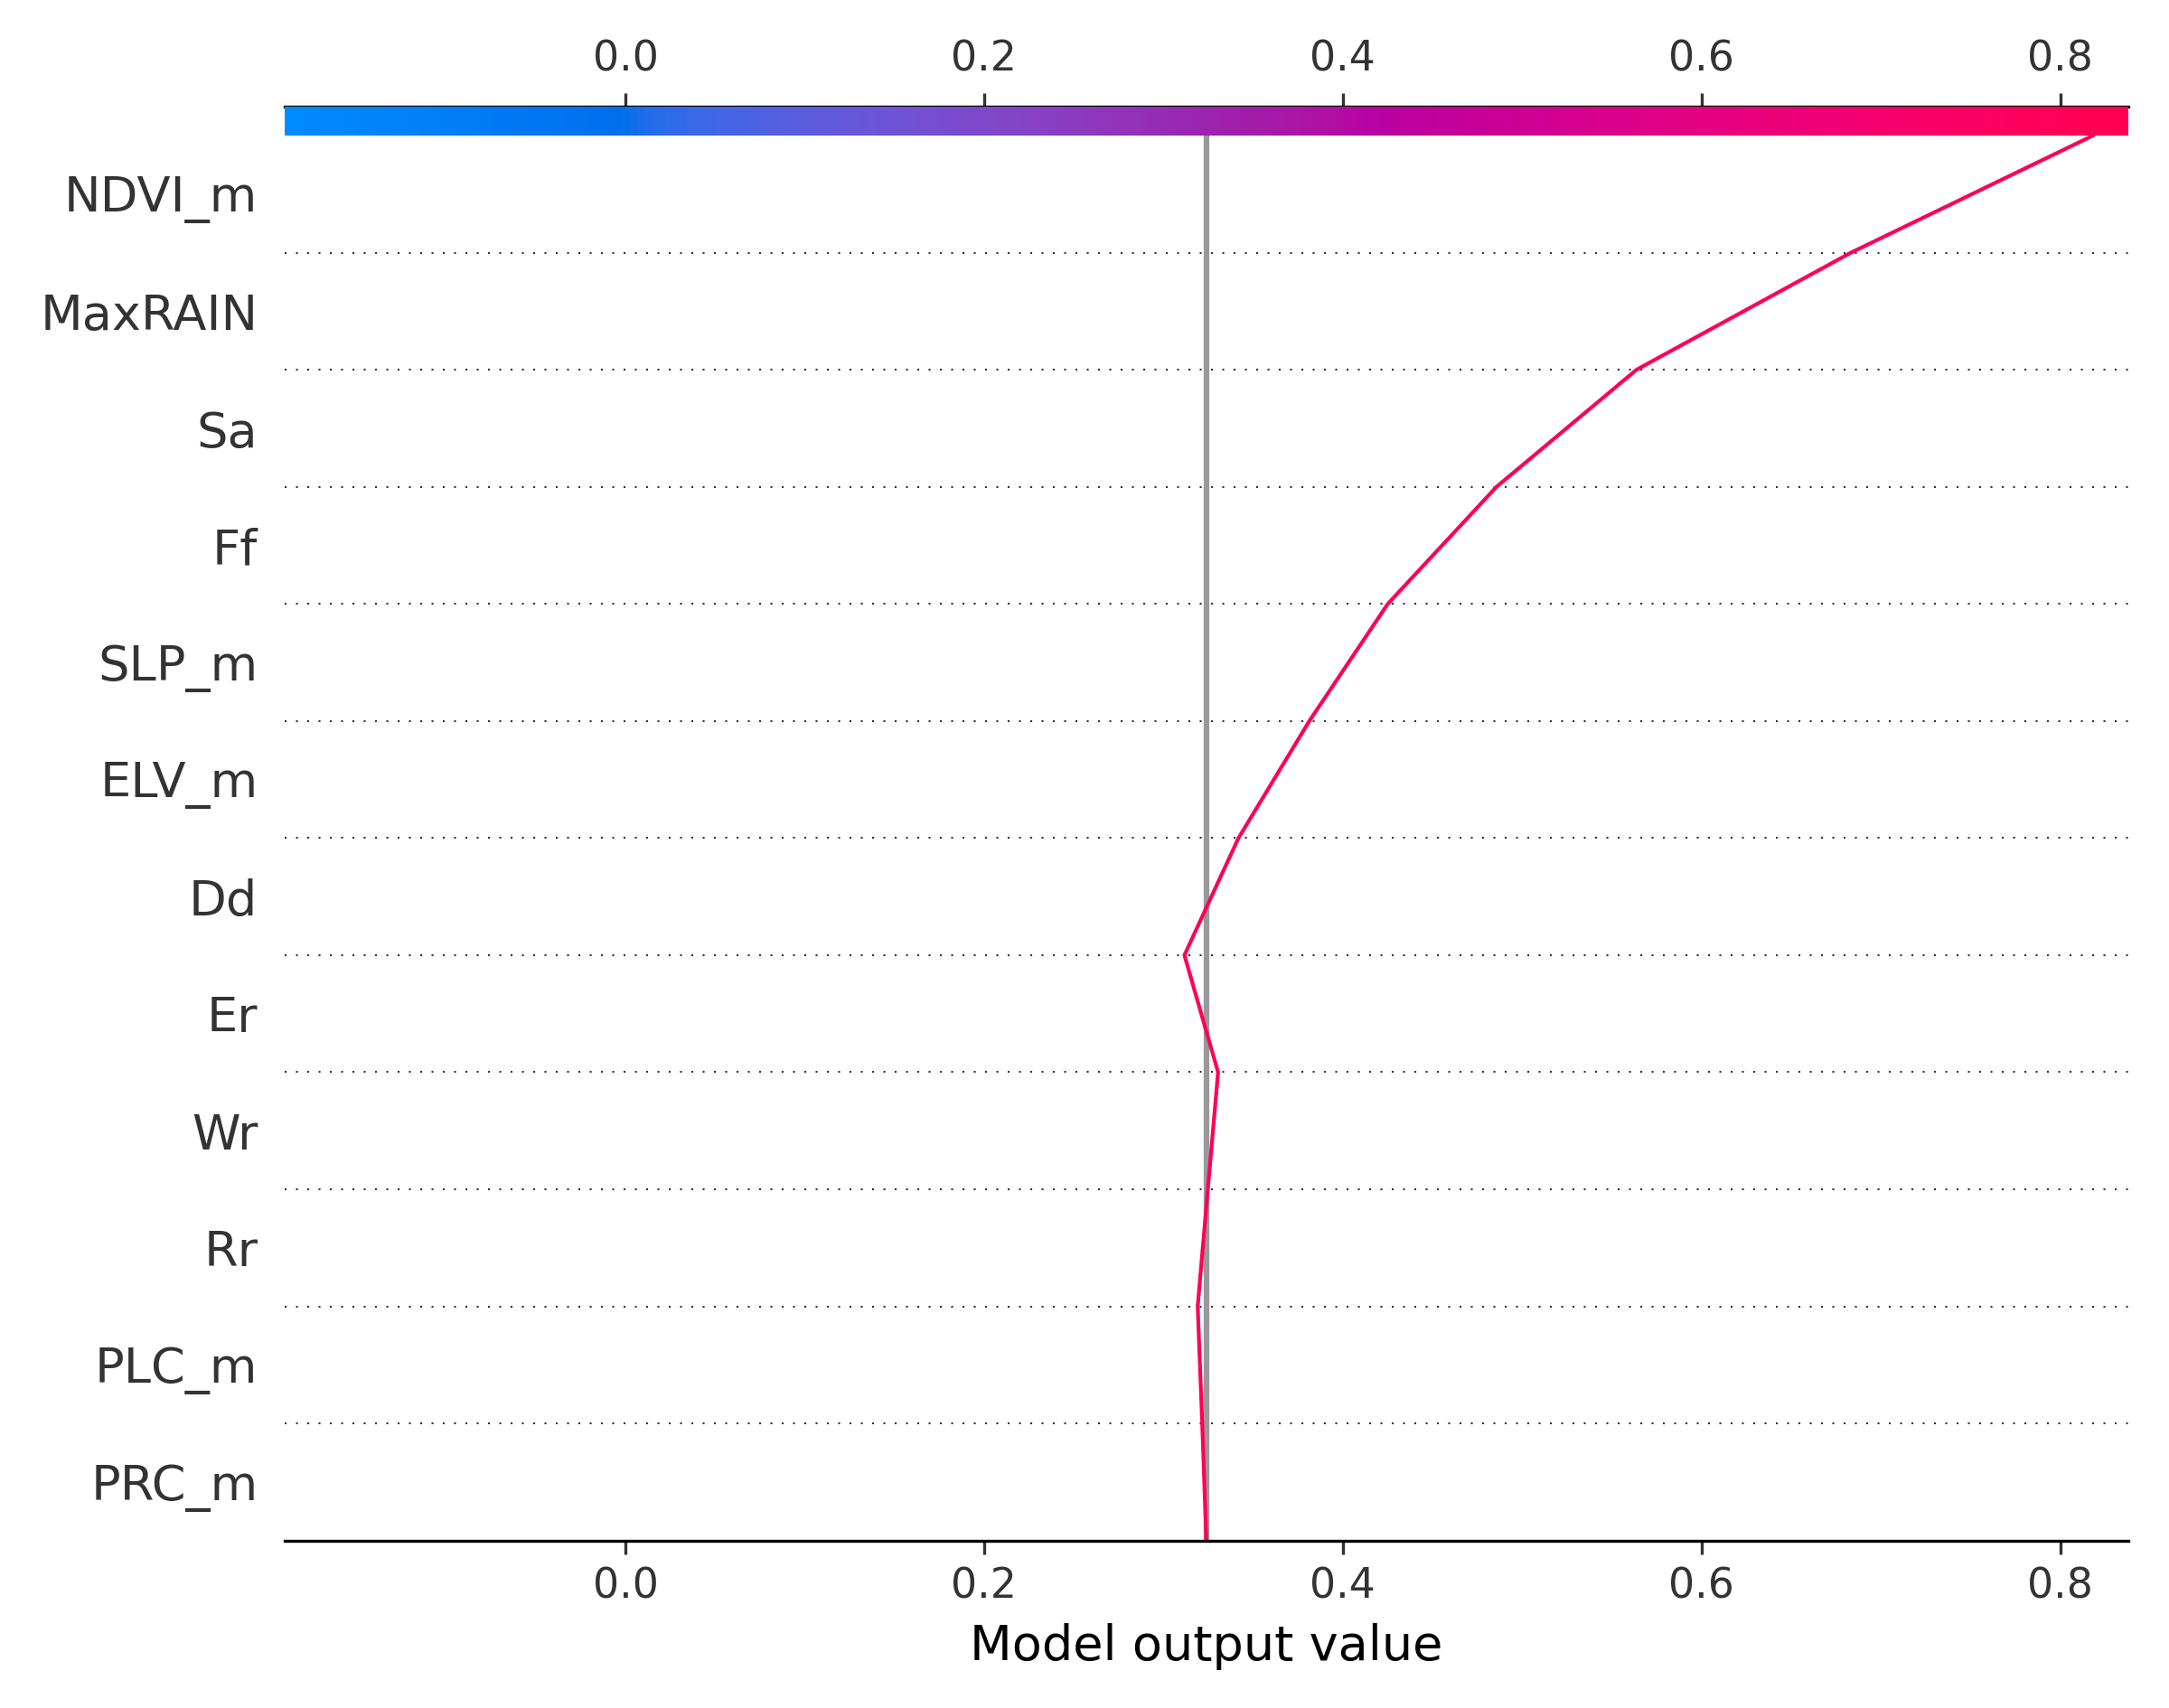 0.0 0.2 0.4 0.6 0.8
NDVI_m
MaxRAIN
Sa
Ff
SLP_m
ELV_m
Dd
Er
Wr
Rr
PLC_m
PRC_m
0.0 0.2 0.4 0.6 0.8
Model output value